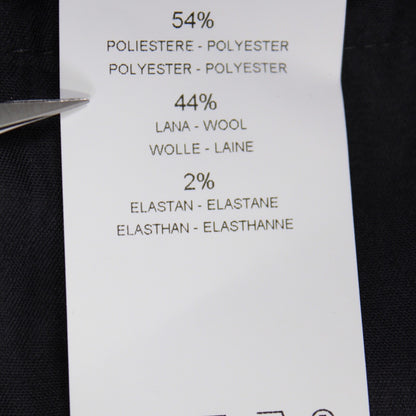 54%
POLIESTERE - POLYESTER
POLYESTER - POLYESTER
44%
LANA - WOOL
WOLLE - LAINE
2%
ELASTAN - ELASTANE
ELASTHAN - ELASTHANNE